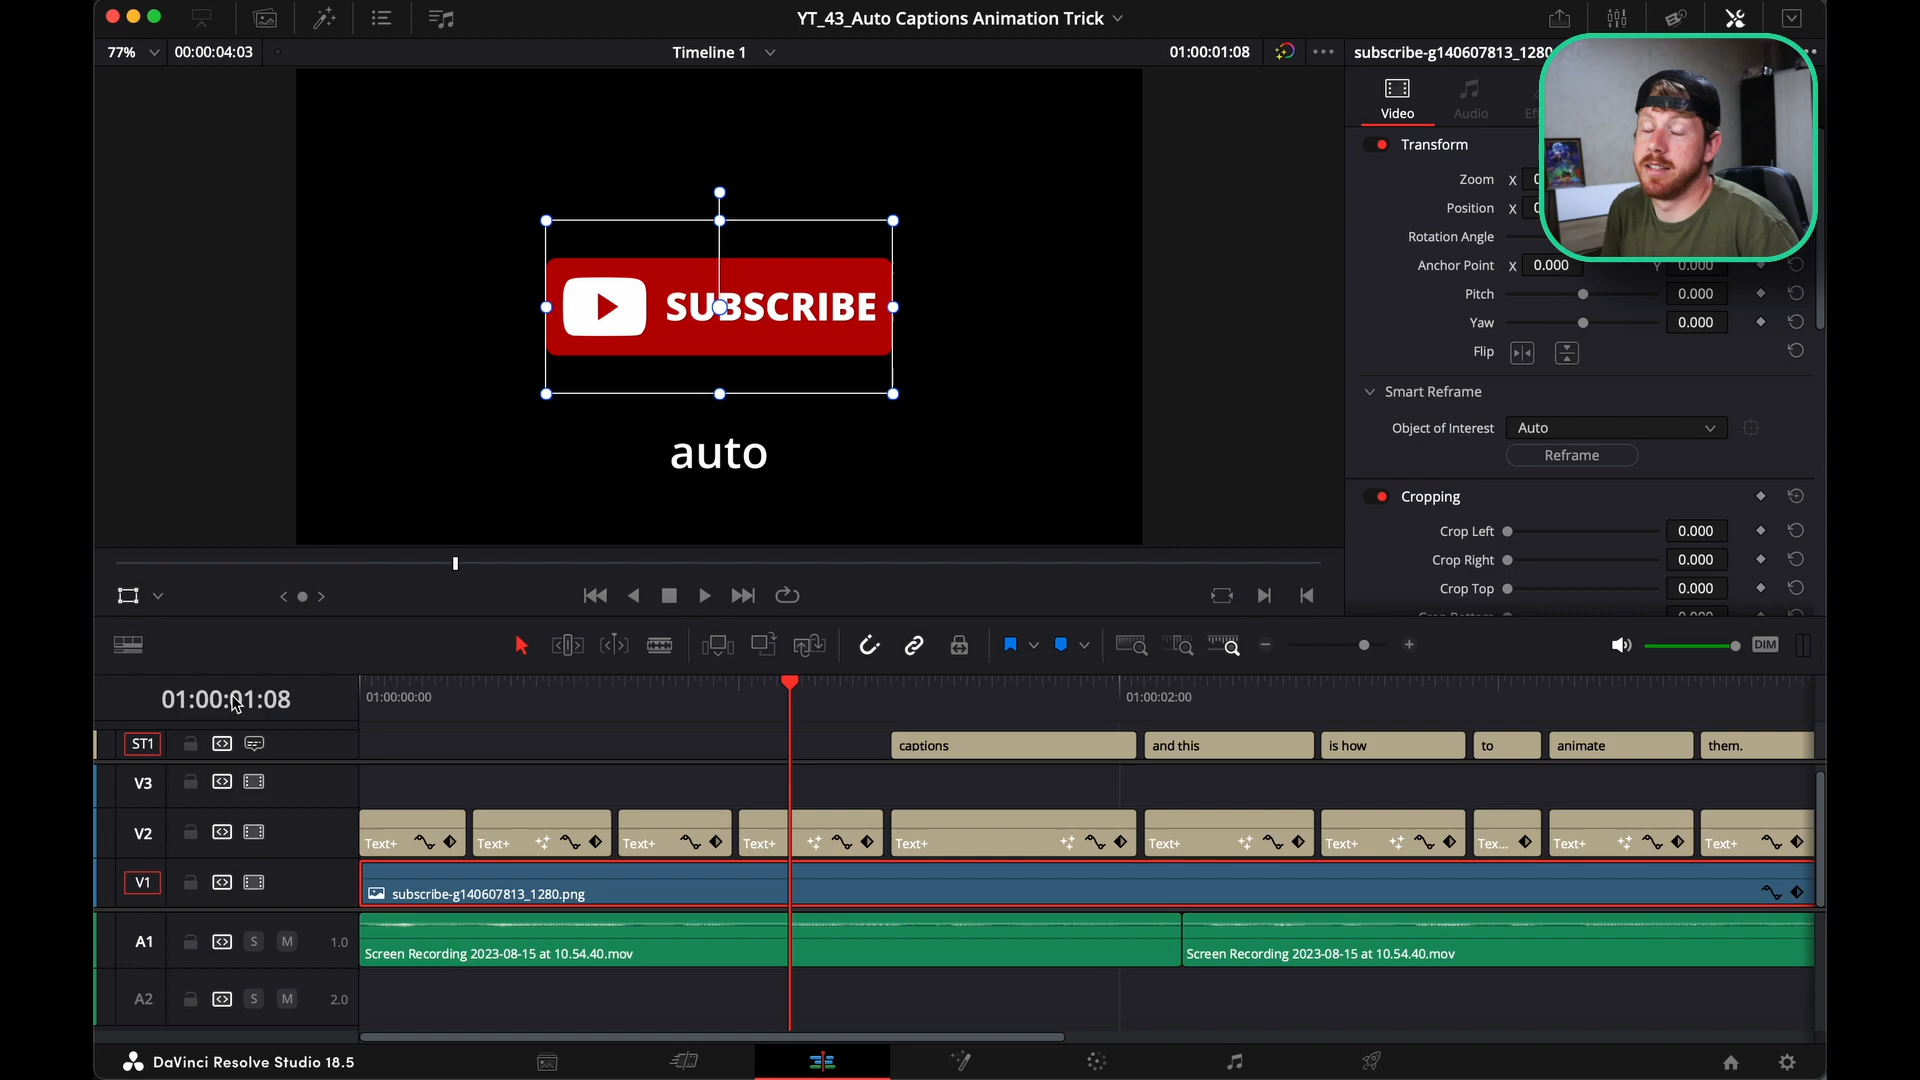 YT_43_Auto Captions Animation Trick
77%
00:00:04:03
Timeline 1
01:00:01:08
subscribe-g140607813_1280
Video
Audio
Transform
Zoom X
Position X
Rotation Angle
Anchor Point X 0.000 Y 0.000
Pitch 0.000
Yaw 0.000
Flip
Smart Reframe
Object of Interest Auto
Reframe
Cropping
Crop Left 0.000
Crop Right 0.000
Crop Top 0.000
SUBSCRIBE
auto
DIM
01:00:01:08
01:00:00:00
01:00:02:00
ST1
captions
and this
is how
to
animate
them.
V3
V2
Text+
Text+
Text+
Text+
Text+
Text+
Text+
Tex...
Text+
Text+
V1
subscribe-g140607813_1280.png
A1
S
M
1.0
Screen Recording 2023-08-15 at 10.54.40.mov
Screen Recording 2023-08-15 at 10.54.40.mov
A2
S
M
2.0
DaVinci Resolve Studio 18.5